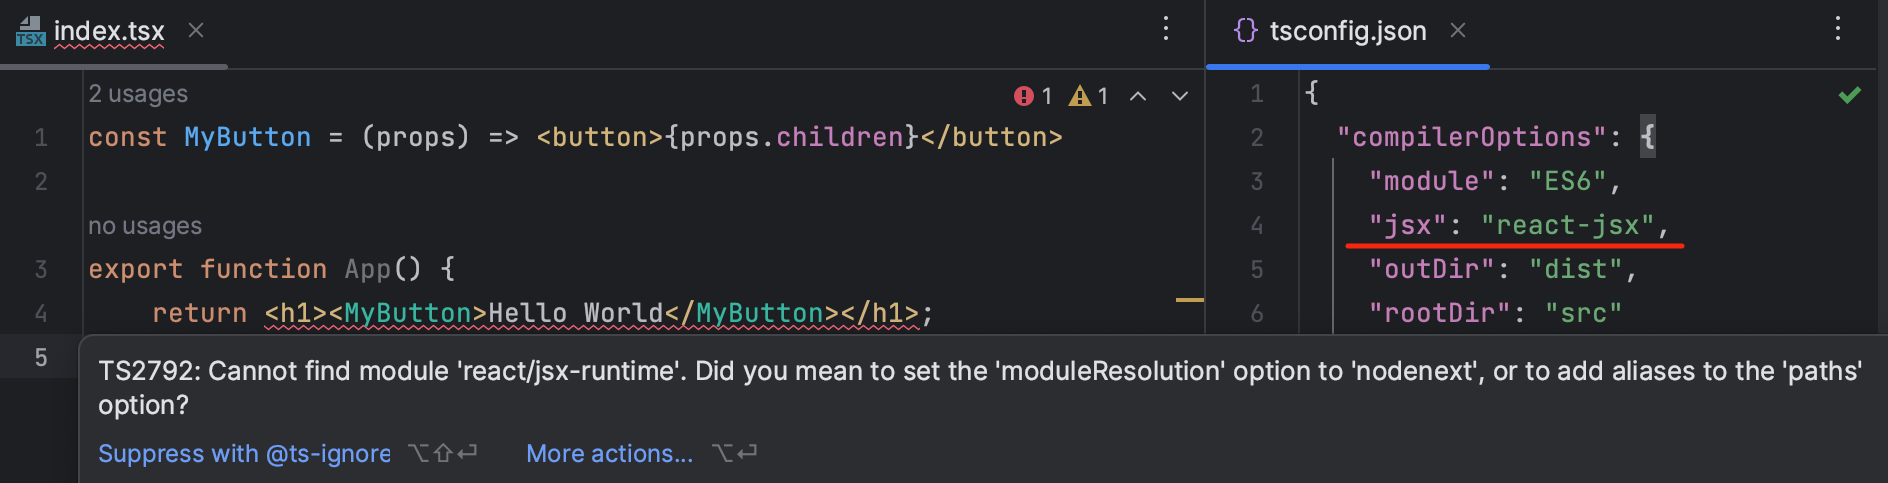 TSX index.tsx
{} tsconfig.json
2 usages
1 1
1 const MyButton = (props) => <button>{props.children}</button>
2
no usages
3 export function App() {
4 return <h1><MyButton>Hello World</MyButton></h1>;
5
1 {
2 "compilerOptions": {
3 "module": "ES6",
4 "jsx": "react-jsx",
5 "outDir": "dist",
6 "rootDir": "src"
TS2792: Cannot find module 'react/jsx-runtime'. Did you mean to set the 'moduleResolution' option to 'nodenext', or to add aliases to the 'paths'
option?
Suppress with @ts-ignore ⌥⇧⏎ More actions... ⌥⏎